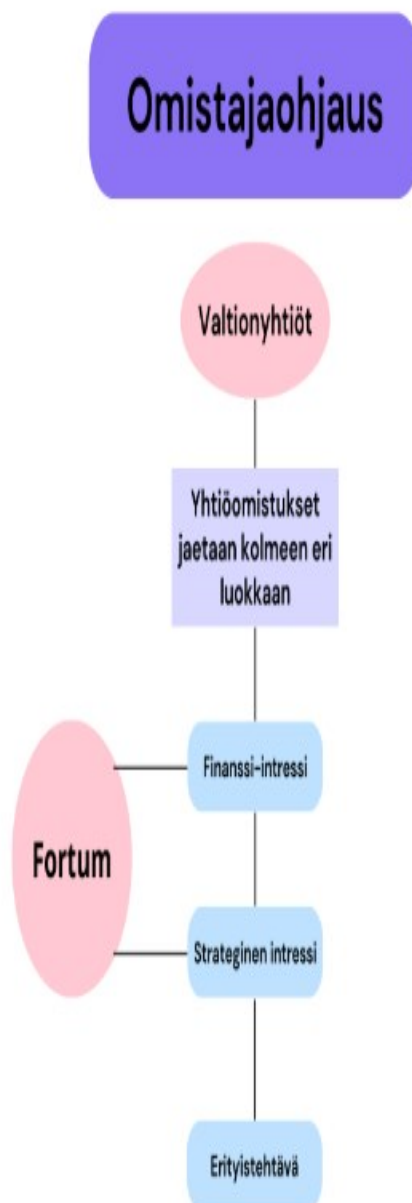 Omistajaohjaus
Valtionyhtiöt
Yhtiöomistukset
jaetaan kolmeen eri
luokkaan
Finanssi-intressi
Fortum
Strateginen intressi
Erityistehtävä